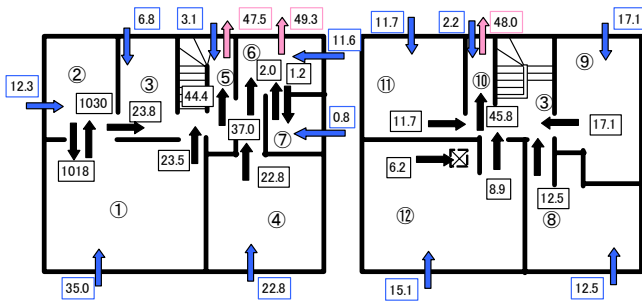 6.8 3.1 47.5 49.3 11.7 2.2 48.0 17.1
⑥ ⑨
② ③ 11.6
12.3 ⑤ 2.0 1.2 ⑪ ⑩
1030 44.4 ③
23.8 0.8 11.7 45.8 17.1
37.0 ⑦
1018 23.5 22.8 6.2 8.9 12.5
① ④ ⑫ ⑧
35.0 22.8 15.1 12.5